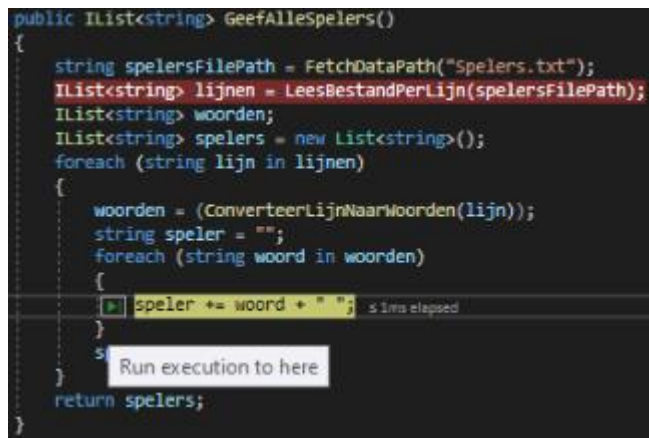 public IList<string> GeefAlleSpelers()
{
string spelersFilePath = FetchDataPath("Spelers.txt");
IList<string> lijnen = LeesBestandPerLijn(spelersFilePath);
IList<string> woorden;
IList<string> spelers = new List<string>();
foreach (string lijn in lijnen)
{
woorden = (ConverteerLijnNaarWoorden(lijn));
string speler = "";
foreach (string woord in woorden)
{
speler += woord + " "; ≤ 1ms elapsed
}
s
Run execution to here
}
return spelers;
}